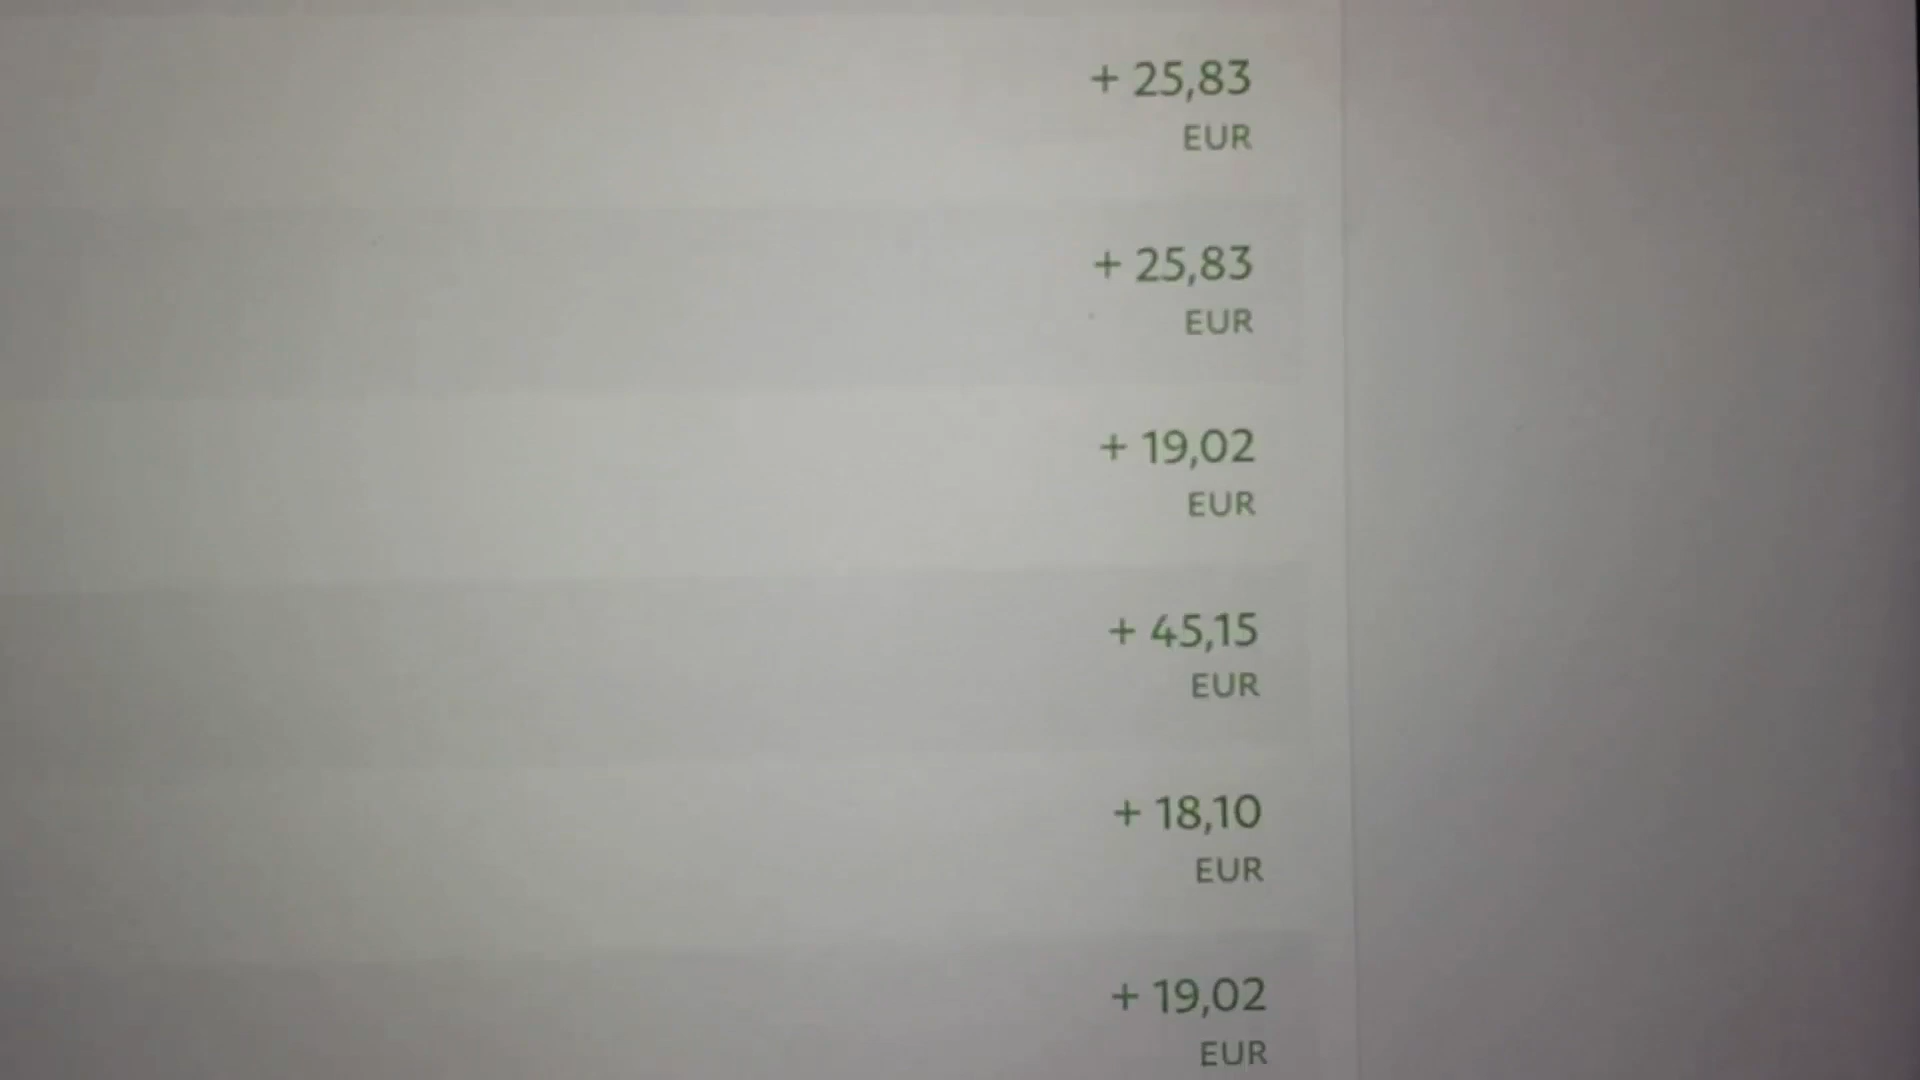 + 25,83
EUR
+ 25,83
EUR
+ 19,02
EUR
+ 45,15
EUR
+ 18,10
EUR
+ 19,02
EUR